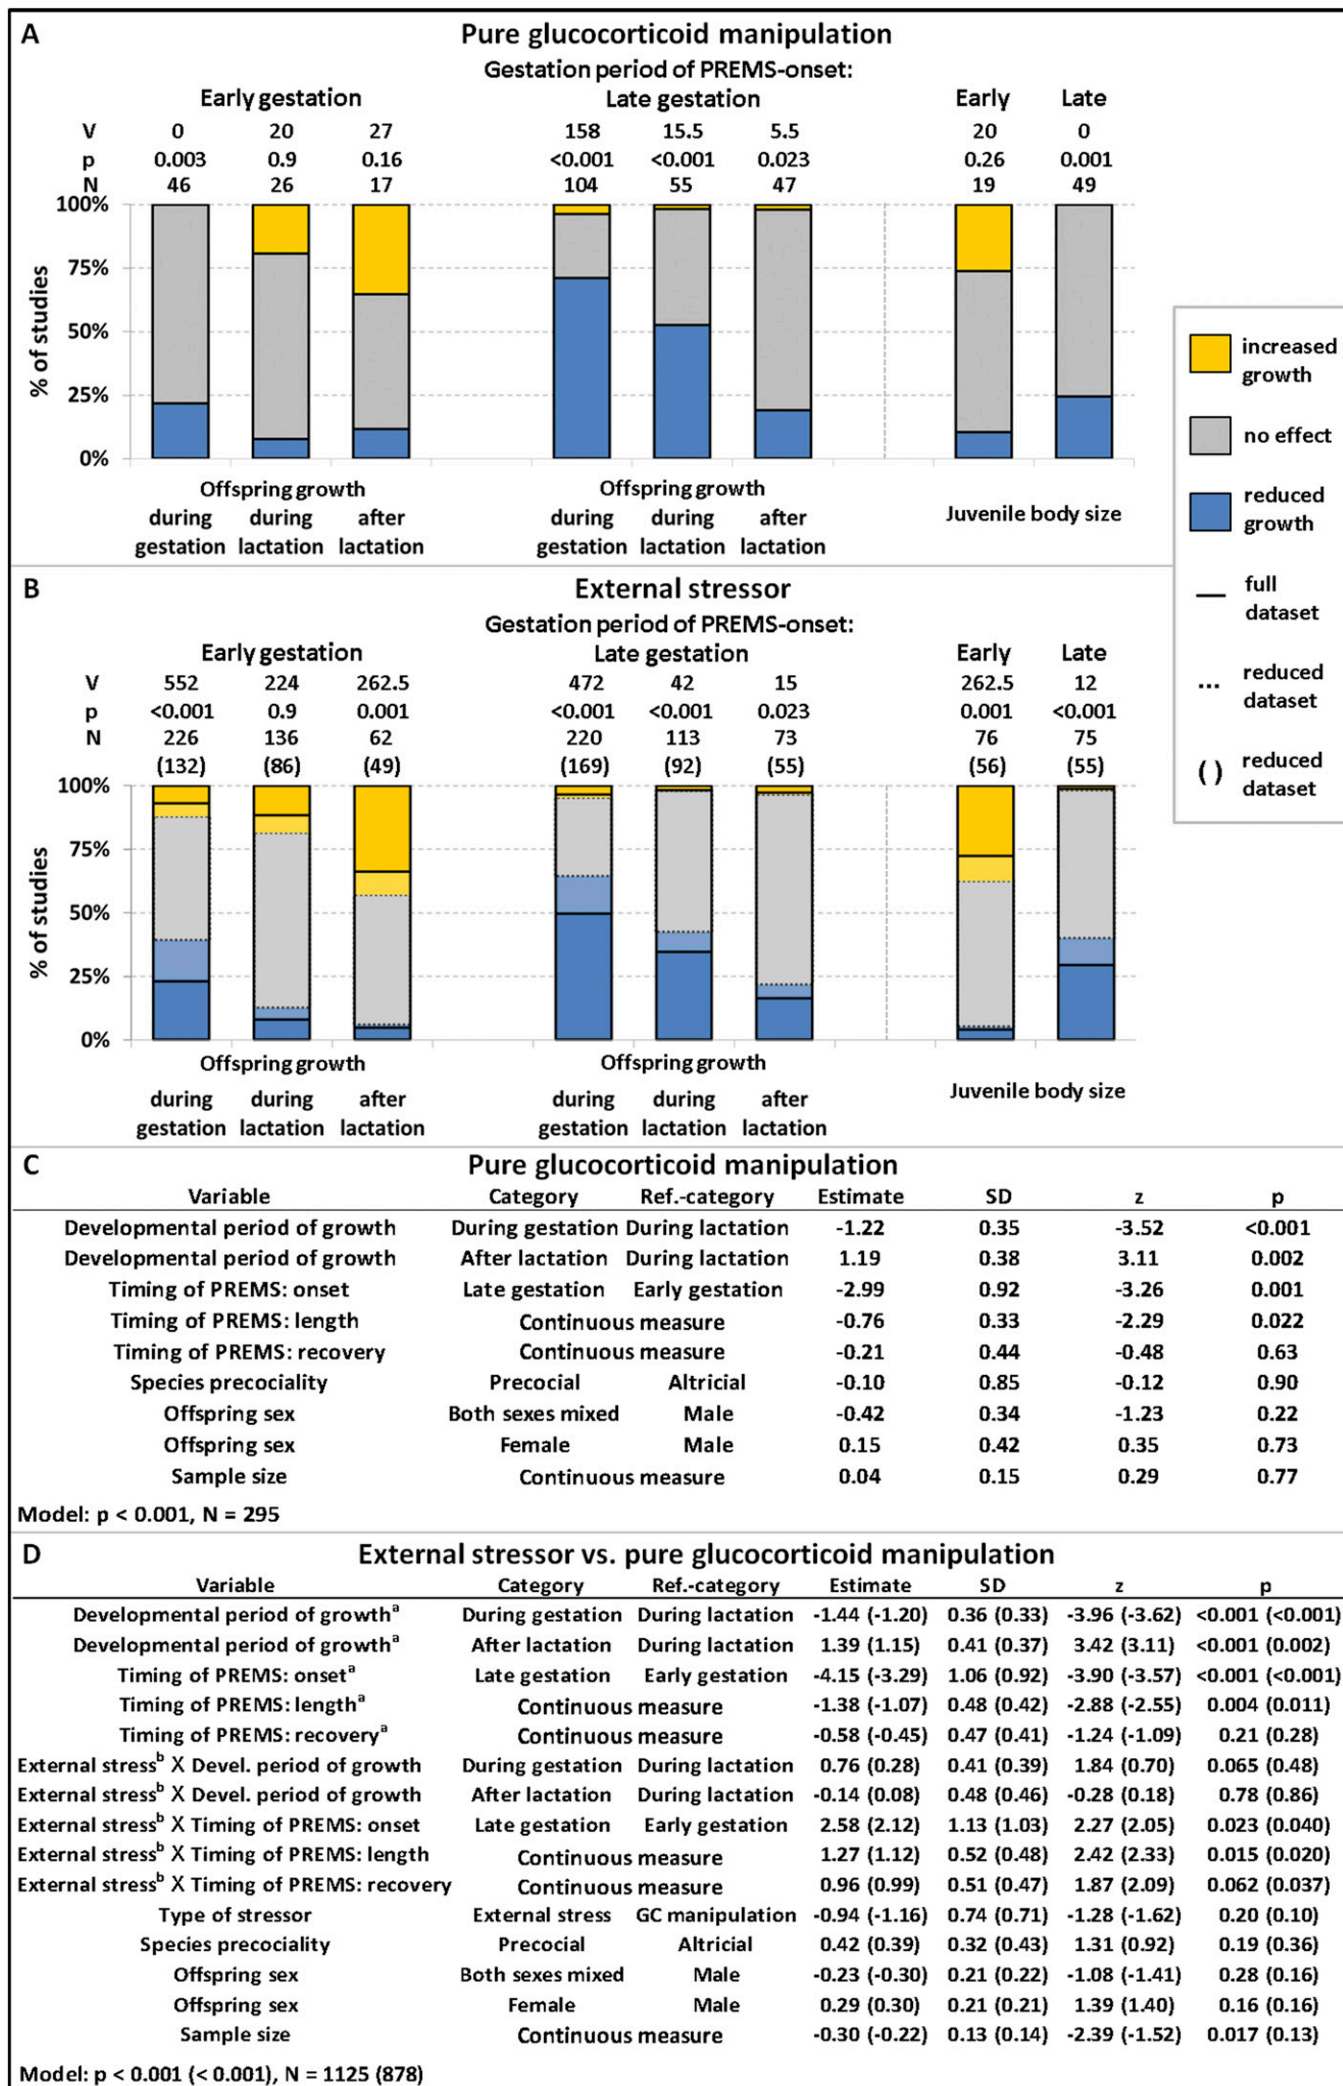 A
Pure glucocorticoid manipulation
Gestation period of PREMS-onset:
Early gestation Late gestation Early Late
V 0 20 27 158 15.5 5.5 20 0
p 0.003 0.9 0.16 <0.001 <0.001 0.023 0.26 0.001
N 46 26 17 104 55 47 19 49
100%
75%
50%
25%
0%
% of studies
Offspring growth Offspring growth
during during after during during after Juvenile body size
gestation lactation lactation gestation lactation lactation
increased
growth
no effect
reduced
growth
full
dataset
reduced
dataset
( ) reduced
dataset
B
External stressor
Gestation period of PREMS-onset:
Early gestation Late gestation Early Late
V 552 224 262.5 472 42 15 262.5 12
p <0.001 0.9 0.001 <0.001 <0.001 0.023 0.001 <0.001
N 226 136 62 220 113 73 76 75
(132) (86) (49) (169) (92) (55) (56) (55)
100%
75%
50%
25%
0%
% of studies
Offspring growth Offspring growth
during during after during during after Juvenile body size
gestation lactation lactation gestation lactation lactation
C
Pure glucocorticoid manipulation
Variable Category Ref.-category Estimate SD z p
Developmental period of growth During gestation During lactation -1.22 0.35 -3.52 <0.001
Developmental period of growth After lactation During lactation 1.19 0.38 3.11 0.002
Timing of PREMS: onset Late gestation Early gestation -2.99 0.92 -3.26 0.001
Timing of PREMS: length Continuous measure -0.76 0.33 -2.29 0.022
Timing of PREMS: recovery Continuous measure -0.21 0.44 -0.48 0.63
Species precociality Precocial Altricial -0.10 0.85 -0.12 0.90
Offspring sex Both sexes mixed Male -0.42 0.34 -1.23 0.22
Offspring sex Female Male 0.15 0.42 0.35 0.73
Sample size Continuous measure 0.04 0.15 0.29 0.77
Model: p < 0.001, N = 295
D
External stressor vs. pure glucocorticoid manipulation
Variable Category Ref.-category Estimate SD z p
Developmental period of growthᵃ During gestation During lactation -1.44 (-1.20) 0.36 (0.33) -3.96 (-3.62) <0.001 (<0.001)
Developmental period of growthᵃ After lactation During lactation 1.39 (1.15) 0.41 (0.37) 3.42 (3.11) <0.001 (0.002)
Timing of PREMS: onsetᵃ Late gestation Early gestation -4.15 (-3.29) 1.06 (0.92) -3.90 (-3.57) <0.001 (<0.001)
Timing of PREMS: lengthᵃ Continuous measure -1.38 (-1.07) 0.48 (0.42) -2.88 (-2.55) 0.004 (0.011)
Timing of PREMS: recoveryᵃ Continuous measure -0.58 (-0.45) 0.47 (0.41) -1.24 (-1.09) 0.21 (0.28)
External stressᵇ X Devel. period of growth During gestation During lactation 0.76 (0.28) 0.41 (0.39) 1.84 (0.70) 0.065 (0.48)
External stressᵇ X Devel. period of growth After lactation During lactation -0.14 (0.08) 0.48 (0.46) -0.28 (0.18) 0.78 (0.86)
External stressᵇ X Timing of PREMS: onset Late gestation Early gestation 2.58 (2.12) 1.13 (1.03) 2.27 (2.05) 0.023 (0.040)
External stressᵇ X Timing of PREMS: length Continuous measure 1.27 (1.12) 0.52 (0.48) 2.42 (2.33) 0.015 (0.020)
External stressᵇ X Timing of PREMS: recovery Continuous measure 0.96 (0.99) 0.51 (0.47) 1.87 (2.09) 0.062 (0.037)
Type of stressor External stress GC manipulation -0.94 (-1.16) 0.74 (0.71) -1.28 (-1.62) 0.20 (0.10)
Species precociality Precocial Altricial 0.42 (0.39) 0.32 (0.43) 1.31 (0.92) 0.19 (0.36)
Offspring sex Both sexes mixed Male -0.23 (-0.30) 0.21 (0.22) -1.08 (-1.41) 0.28 (0.16)
Offspring sex Female Male 0.29 (0.30) 0.21 (0.21) 1.39 (1.40) 0.16 (0.16)
Sample size Continuous measure -0.30 (-0.22) 0.13 (0.14) -2.39 (-1.52) 0.017 (0.13)
Model: p < 0.001 (< 0.001), N = 1125 (878)